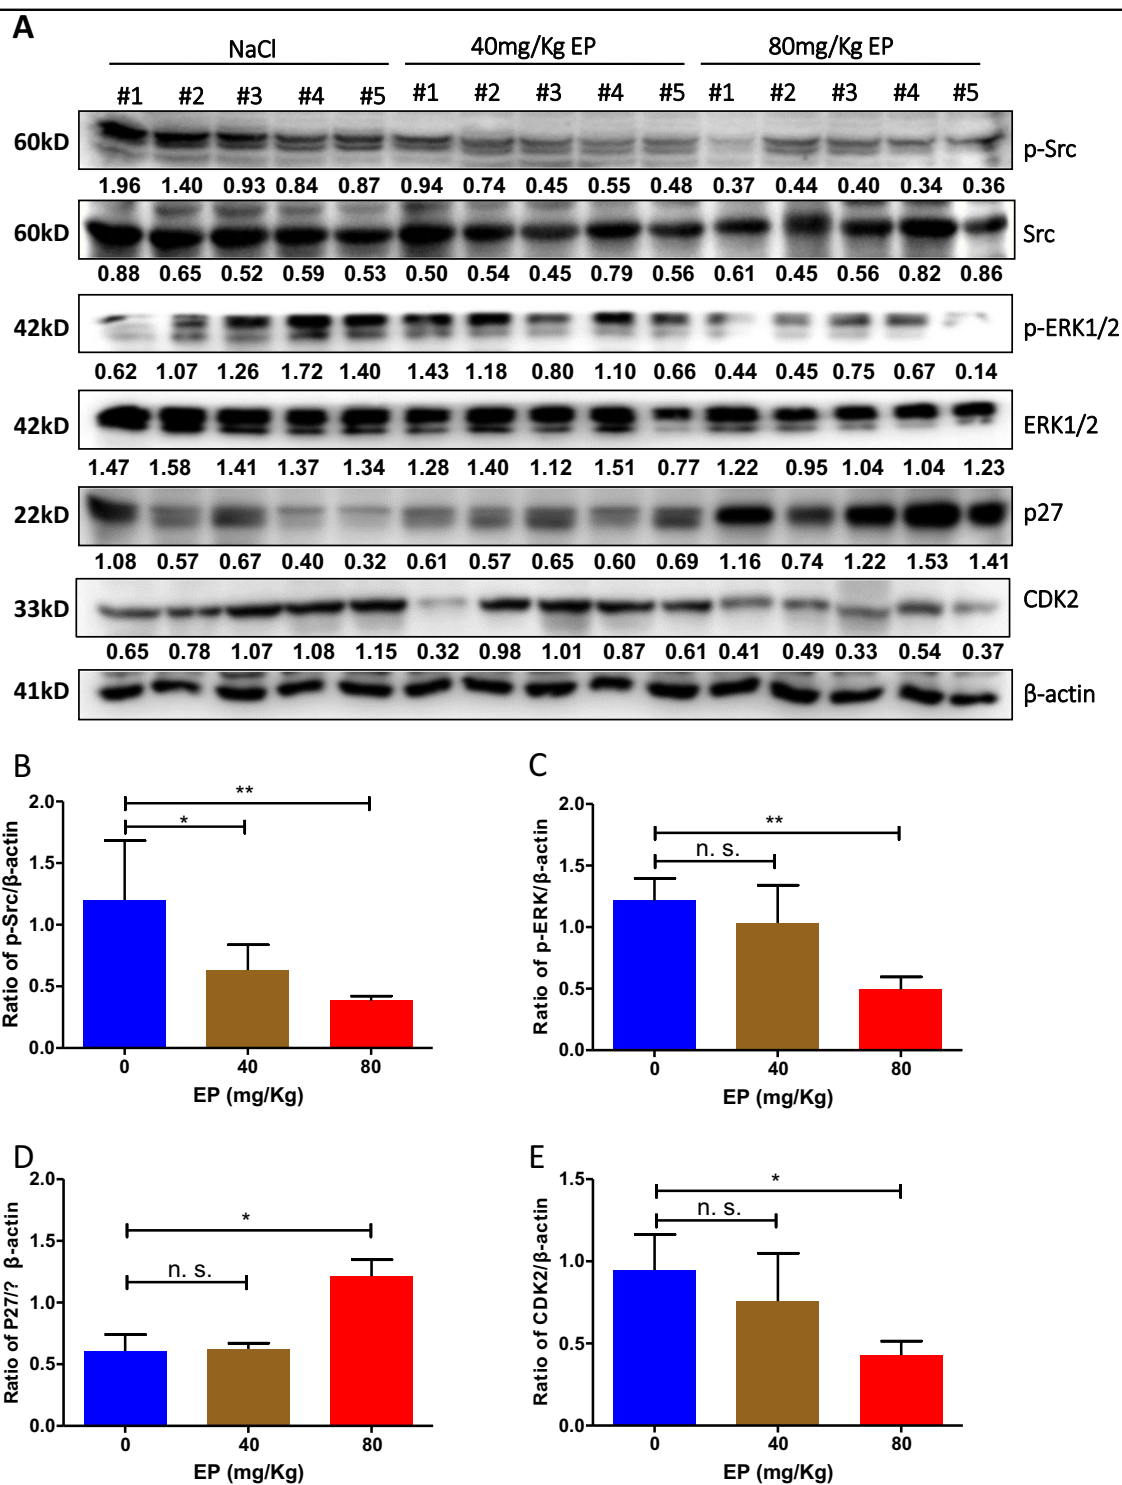 A
NaCl 40mg/Kg EP 80mg/Kg EP
#1 #2 #3 #4 #5 #1 #2 #3 #4 #5 #1 #2 #3 #4 #5
60kD p-Src
1.96 1.40 0.93 0.84 0.87 0.94 0.74 0.45 0.55 0.48 0.37 0.44 0.40 0.34 0.36
60kD Src
0.88 0.65 0.52 0.59 0.53 0.50 0.54 0.45 0.79 0.56 0.61 0.45 0.56 0.82 0.86
42kD p-ERK1/2
0.62 1.07 1.26 1.72 1.40 1.43 1.18 0.80 1.10 0.66 0.44 0.45 0.75 0.67 0.14
42kD ERK1/2
1.47 1.58 1.41 1.37 1.34 1.28 1.40 1.12 1.51 0.77 1.22 0.95 1.04 1.04 1.23
22kD p27
1.08 0.57 0.67 0.40 0.32 0.61 0.57 0.65 0.60 0.69 1.16 0.74 1.22 1.53 1.41
33kD CDK2
0.65 0.78 1.07 1.08 1.15 0.32 0.98 1.01 0.87 0.61 0.41 0.49 0.33 0.54 0.37
41kD β-actin
B
Ratio of p-Src/β-actin
2.0
1.5
1.0
0.5
0.0
**
*
0 40 80
EP (mg/Kg)
C
Ratio of p-ERK/β-actin
2.0
1.5
1.0
0.5
0.0
**
n. s.
0 40 80
EP (mg/Kg)
D
Ratio of P27/? β-actin
2.0
1.5
1.0
0.5
0.0
*
n. s.
0 40 80
EP (mg/Kg)
E
Ratio of CDK2/β-actin
1.5
1.0
0.5
0.0
*
n. s.
0 40 80
EP (mg/Kg)